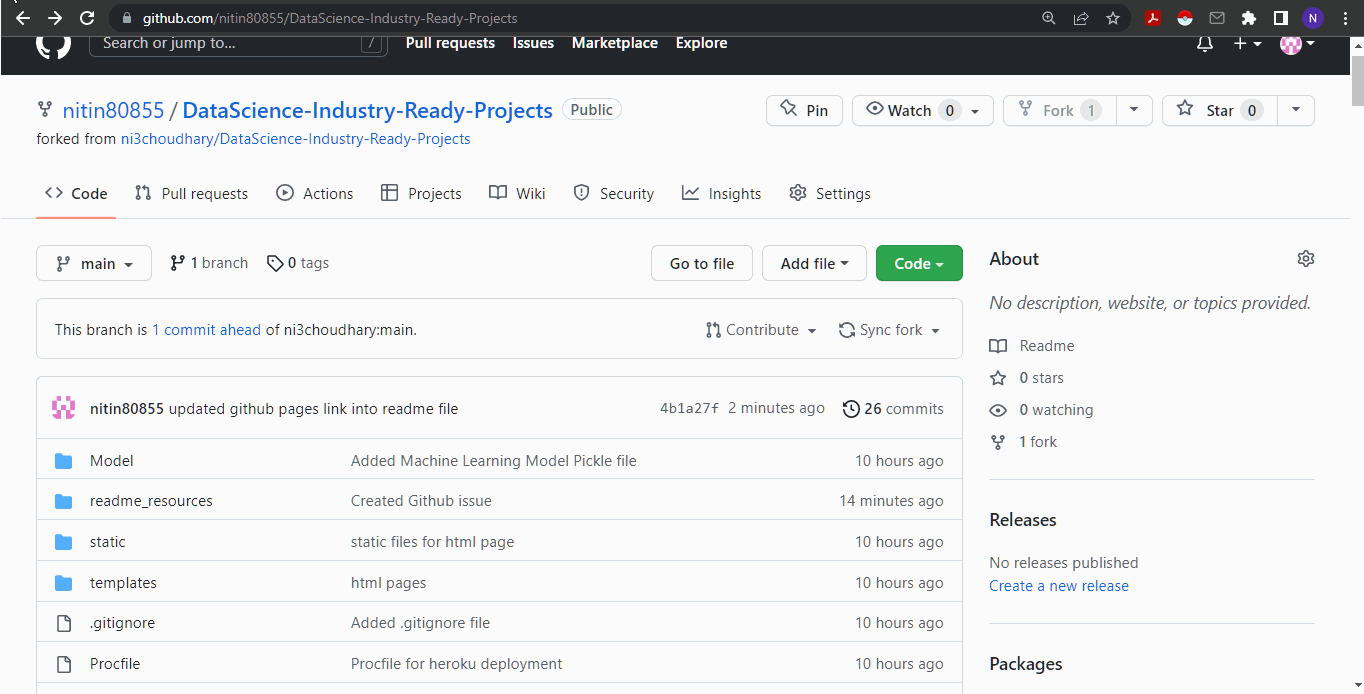 github.com/nitin80855/DataScience-Industry-Ready-Projects
N
Search or jump to... /
Pull requests Issues Marketplace Explore
nitin80855 / DataScience-Industry-Ready-Projects Public
Pin Watch 0 Fork 1 Star 0
forked from ni3choudhary/DataScience-Industry-Ready-Projects
Code Pull requests Actions Projects Wiki Security Insights Settings
main 1 branch 0 tags Go to file Add file Code
This branch is 1 commit ahead of ni3choudhary:main. Contribute Sync fork
nitin80855 updated github pages link into readme file 4b1a27f 2 minutes ago 26 commits
Model Added Machine Learning Model Pickle file 10 hours ago
readme_resources Created Github issue 14 minutes ago
static static files for html page 10 hours ago
templates html pages 10 hours ago
.gitignore Added .gitignore file 10 hours ago
Procfile Procfile for heroku deployment 10 hours ago
About
No description, website, or topics provided.
Readme
0 stars
0 watching
1 fork
Releases
No releases published
Create a new release
Packages